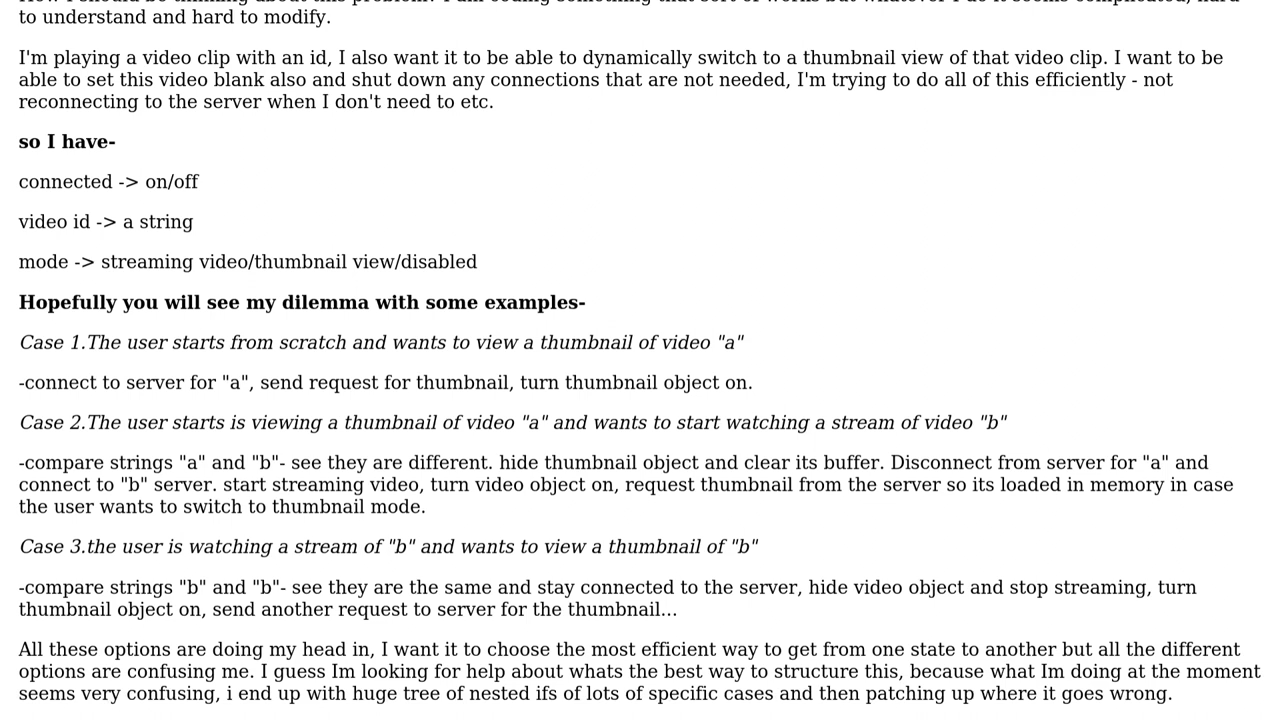 to understand and hard to modify.
I'm playing a video clip with an id, I also want it to be able to dynamically switch to a thumbnail view of that video clip. I want to be
able to set this video blank also and shut down any connections that are not needed, I'm trying to do all of this efficiently - not
reconnecting to the server when I don't need to etc.
so I have-
connected -> on/off
video id -> a string
mode -> streaming video/thumbnail view/disabled
Hopefully you will see my dilemma with some examples-
Case 1.The user starts from scratch and wants to view a thumbnail of video "a"
-connect to server for "a", send request for thumbnail, turn thumbnail object on.
Case 2.The user starts is viewing a thumbnail of video "a" and wants to start watching a stream of video "b"
-compare strings "a" and "b"- see they are different. hide thumbnail object and clear its buffer. Disconnect from server for "a" and
connect to "b" server. start streaming video, turn video object on, request thumbnail from the server so its loaded in memory in case
the user wants to switch to thumbnail mode.
Case 3.the user is watching a stream of "b" and wants to view a thumbnail of "b"
-compare strings "b" and "b"- see they are the same and stay connected to the server, hide video object and stop streaming, turn
thumbnail object on, send another request to server for the thumbnail...
All these options are doing my head in, I want it to choose the most efficient way to get from one state to another but all the different
options are confusing me. I guess Im looking for help about whats the best way to structure this, because what Im doing at the moment
seems very confusing, i end up with huge tree of nested ifs of lots of specific cases and then patching up where it goes wrong.